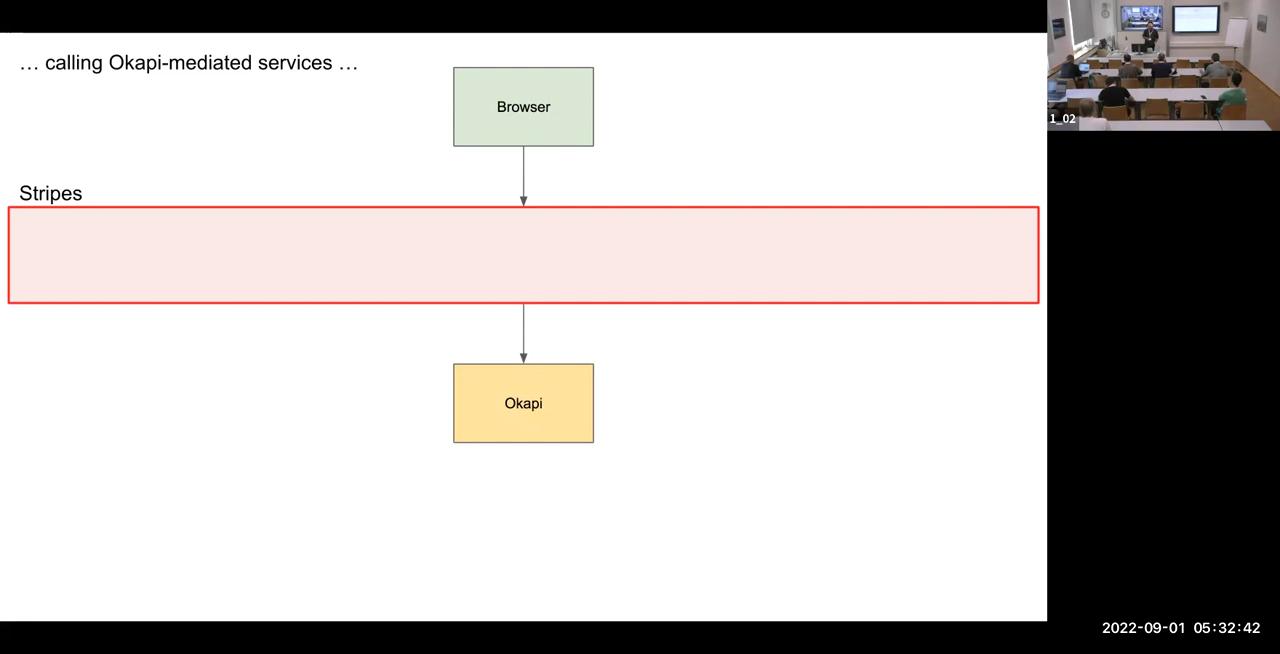 … calling Okapi-mediated services …
Browser
Stripes
Okapi
1_02
2022-09-01 05:32:42